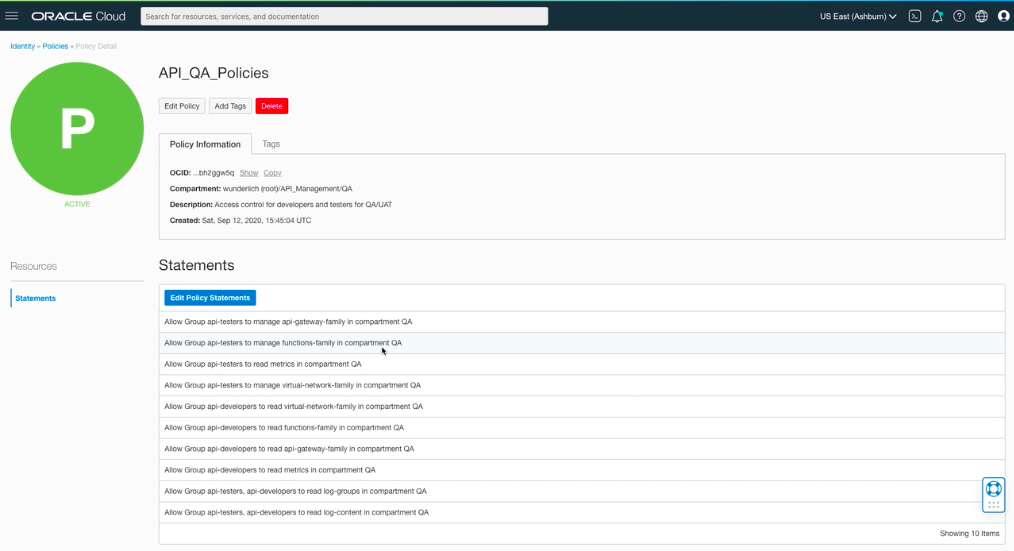 ORACLE Cloud
Search for resources, services, and documentation
US East (Ashburn)
Identity » Policies » Policy Detail
P
ACTIVE
API_QA_Policies
Edit Policy Add Tags Delete
Policy Information Tags
OCID: ...bh2ggw5q Show Copy
Compartment: wunderlich (root)/API_Management/QA
Description: Access control for developers and testers for QA/UAT
Created: Sat, Sep 12, 2020, 15:45:04 UTC
Resources
Statements
Statements
Edit Policy Statements
Allow Group api-testers to manage api-gateway-family in compartment QA
Allow Group api-testers to manage functions-family in compartment QA
Allow Group api-testers to read metrics in compartment QA
Allow Group api-testers to manage virtual-network-family in compartment QA
Allow Group api-developers to read virtual-network-family in compartment QA
Allow Group api-developers to read functions-family in compartment QA
Allow Group api-developers to read api-gateway-family in compartment QA
Allow Group api-developers to read metrics in compartment QA
Allow Group api-testers, api-developers to read log-groups in compartment QA
Allow Group api-testers, api-developers to read log-content in compartment QA
Showing 10 Items